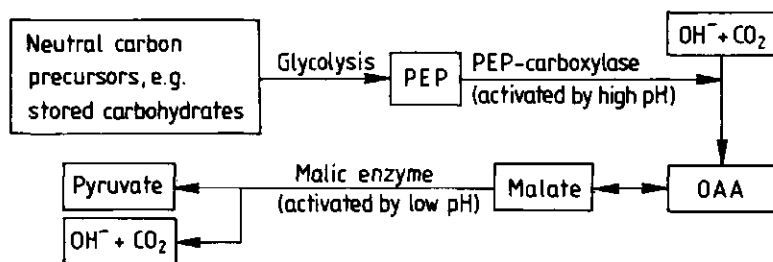 Neutral carbon
precursors, e.g.
stored carbohydrates
Glycolysis
PEP
PEP-carboxylase
(activated by high pH)
OH⁻ + CO₂
OAA
Malate
Malic enzyme
(activated by low pH)
Pyruvate
OH⁻ + CO₂